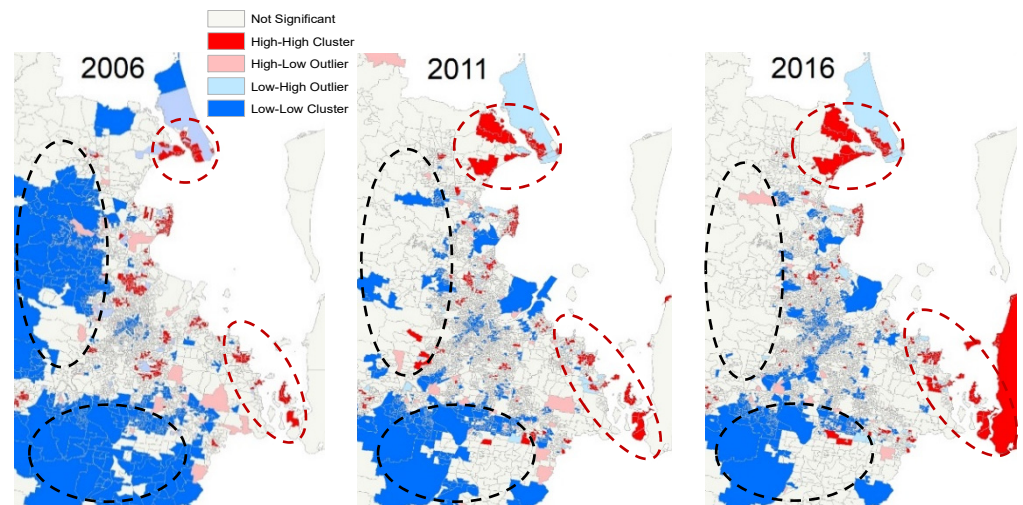 Not Significant
High-High Cluster
High-Low Outlier
Low-High Outlier
Low-Low Cluster
2006
2011
2016